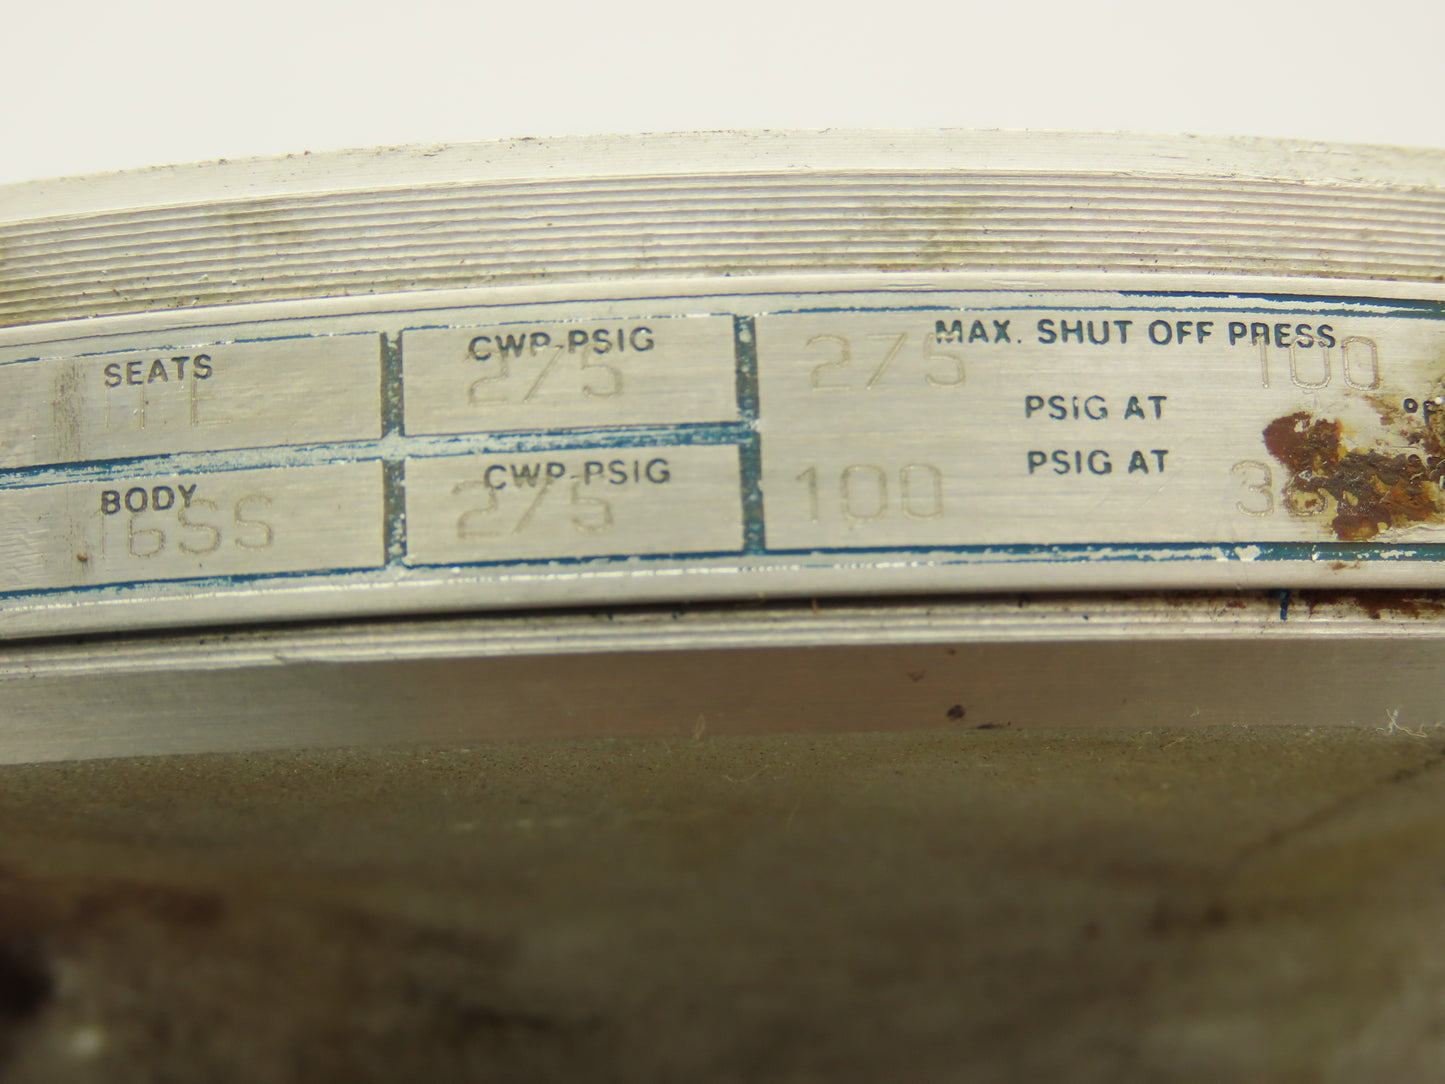 SEATS
CWP-PSIG
275
MAX. SHUT OFF PRESS
275 PSIG AT 100 °F
BODY
16SS
CWP-PSIG
275
100 PSIG AT